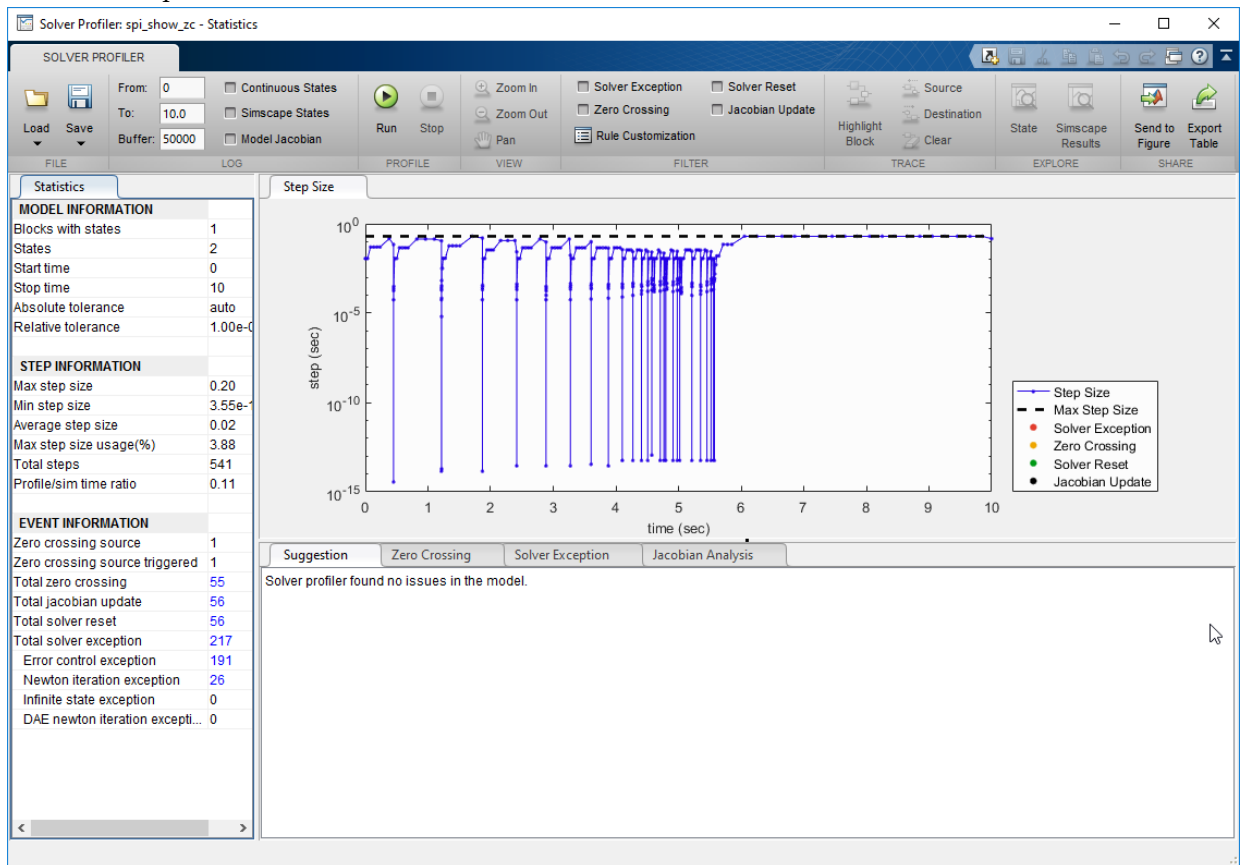 Solver Profiler: spi_show_zc - Statistics
SOLVER PROFILER
From: 0
To: 10.0
Buffer: 50000
Load
Save
Continuous States
Simscape States
Model Jacobian
Run
Stop
Zoom In
Zoom Out
Pan
Solver Exception
Solver Reset
Zero Crossing
Jacobian Update
Rule Customization
Highlight
Block
Source
Destination
Clear
State
Simscape
Results
Send to
Figure
Export
Table
FILE
LOG
PROFILE
VIEW
FILTER
TRACE
EXPLORE
SHARE
Statistics
MODEL INFORMATION
Blocks with states 1
States 2
Start time 0
Stop time 10
Absolute tolerance auto
Relative tolerance 1.00e-0
STEP INFORMATION
Max step size 0.20
Min step size 3.55e-1
Average step size 0.02
Max step size usage(%) 3.88
Total steps 541
Profile/sim time ratio 0.11
EVENT INFORMATION
Zero crossing source 1
Zero crossing source triggered 1
Total zero crossing 55
Total jacobian update 56
Total solver reset 56
Total solver exception 217
Error control exception 191
Newton iteration exception 26
Infinite state exception 0
DAE newton iteration excepti... 0
Step Size
10^0
10^-5
10^-10
10^-15
step (sec)
0 1 2 3 4 5 6 7 8 9 10
time (sec)
Step Size
Max Step Size
Solver Exception
Zero Crossing
Solver Reset
Jacobian Update
Suggestion
Zero Crossing
Solver Exception
Jacobian Analysis
Solver profiler found no issues in the model.